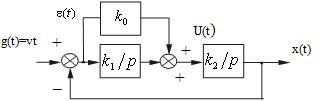 ε(t)
k₀
U(t)
g(t)=vt
+
+
x(t)
k₁/p
k₂/p
−
+